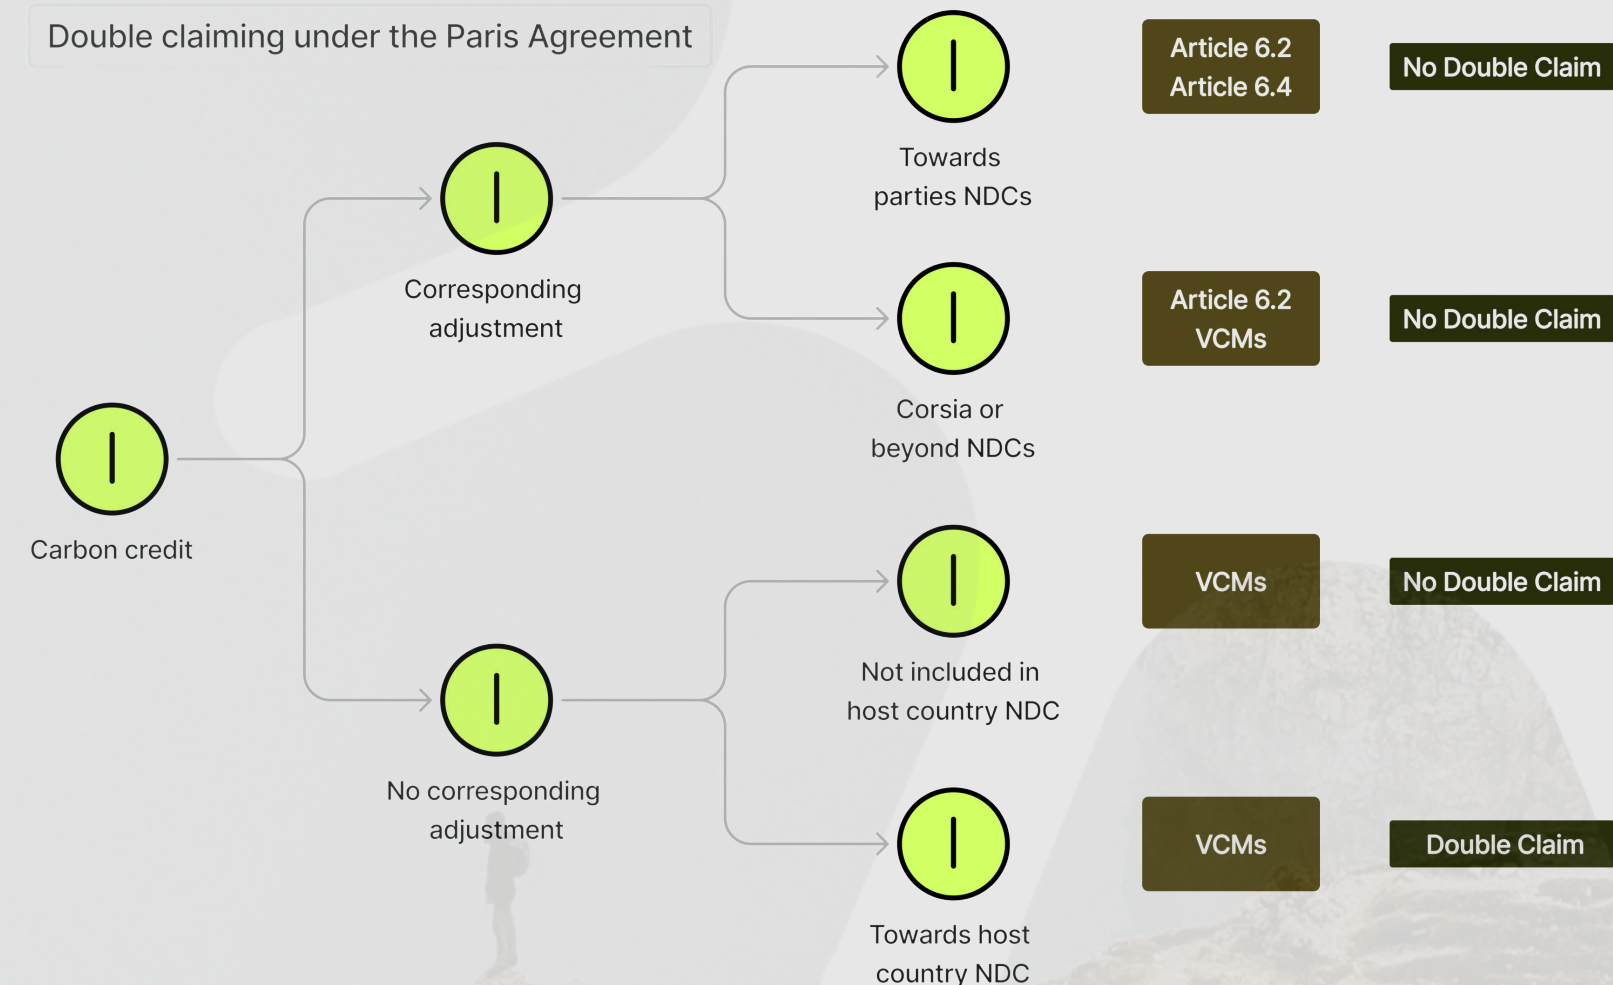 Double claiming under the Paris Agreement
Carbon credit
Corresponding
adjustment
Towards
parties NDCs
Article 6.2
Article 6.4
No Double Claim
Corsia or
beyond NDCs
Article 6.2
VCMs
No Double Claim
No corresponding
adjustment
Not included in
host country NDC
VCMs
No Double Claim
Towards host
country NDC
VCMs
Double Claim